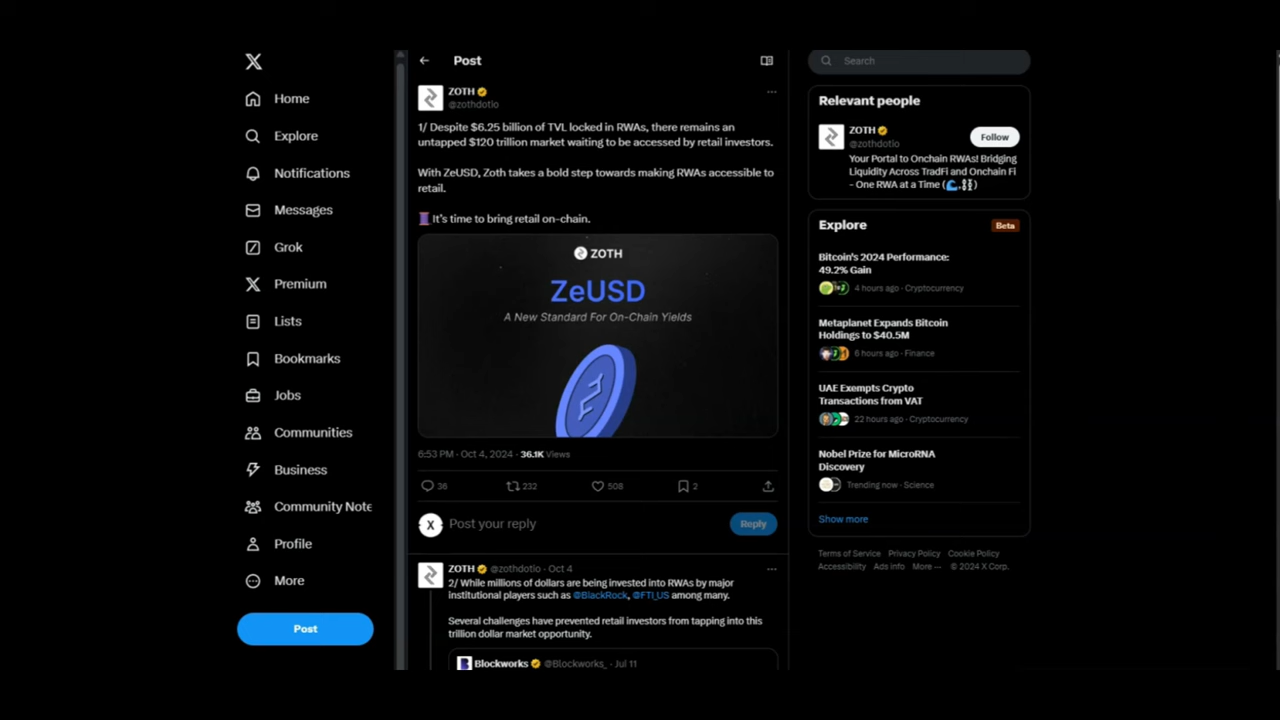 Home
Explore
Notifications
Messages
Grok
Premium
Lists
Bookmarks
Jobs
Communities
Business
Community Note
Profile
More
Post
Post
ZOTH
@zothdotio
1/ Despite $6.25 billion of TVL locked in RWAs, there remains an
untapped $120 trillion market waiting to be accessed by retail investors.
With ZeUSD, Zoth takes a bold step towards making RWAs accessible to
retail.
🧵It's time to bring retail on-chain.
ZOTH
ZeUSD
A New Standard For On-Chain Yields
6:53 PM · Oct 4, 2024 · 36.1K Views
36 232 508 2
X Post your reply Reply
ZOTH @zothdotio · Oct 4
2/ While millions of dollars are being invested into RWAs by major
institutional players such as @BlackRock, @FTI_US among many.
Several challenges have prevented retail investors from tapping into this
trillion dollar market opportunity.
Blockworks @Blockworks_ · Jul 11
Search
Relevant people
ZOTH
@zothdotio
Follow
Your Portal to Onchain RWAs! Bridging
Liquidity Across TradFi and Onchain Fi
- One RWA at a Time (🌊,⛓)
Explore Beta
Bitcoin's 2024 Performance:
49.2% Gain
4 hours ago · Cryptocurrency
Metaplanet Expands Bitcoin
Holdings to $40.5M
6 hours ago · Finance
UAE Exempts Crypto
Transactions from VAT
22 hours ago · Cryptocurrency
Nobel Prize for MicroRNA
Discovery
Trending now · Science
Show more
Terms of Service Privacy Policy Cookie Policy
Accessibility Ads info More ··· © 2024 X Corp.